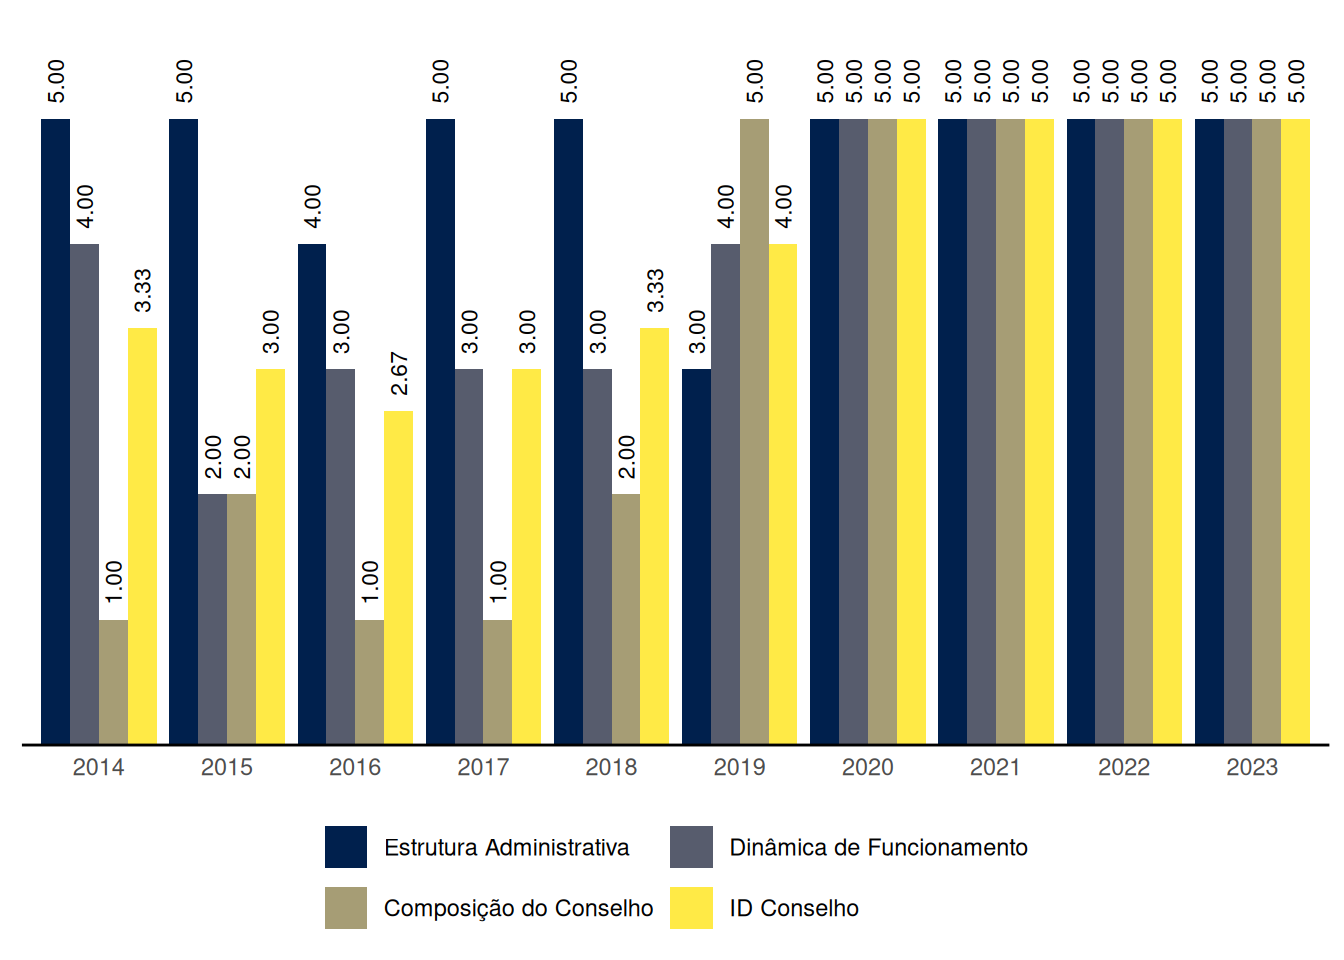 5.00 4.00 1.00 3.33 5.00 2.00 2.00 3.00 4.00 3.00 1.00 2.67 5.00 3.00 1.00 3.00 5.00 3.00 2.00 3.33 3.00 4.00 5.00 4.00 5.00 5.00 5.00 5.00 5.00 5.00 5.00 5.00 5.00 5.00 5.00 5.00 5.00 5.00 5.00 5.00
2014 2015 2016 2017 2018 2019 2020 2021 2022 2023
Estrutura Administrativa Dinâmica de Funcionamento
Composição do Conselho ID Conselho